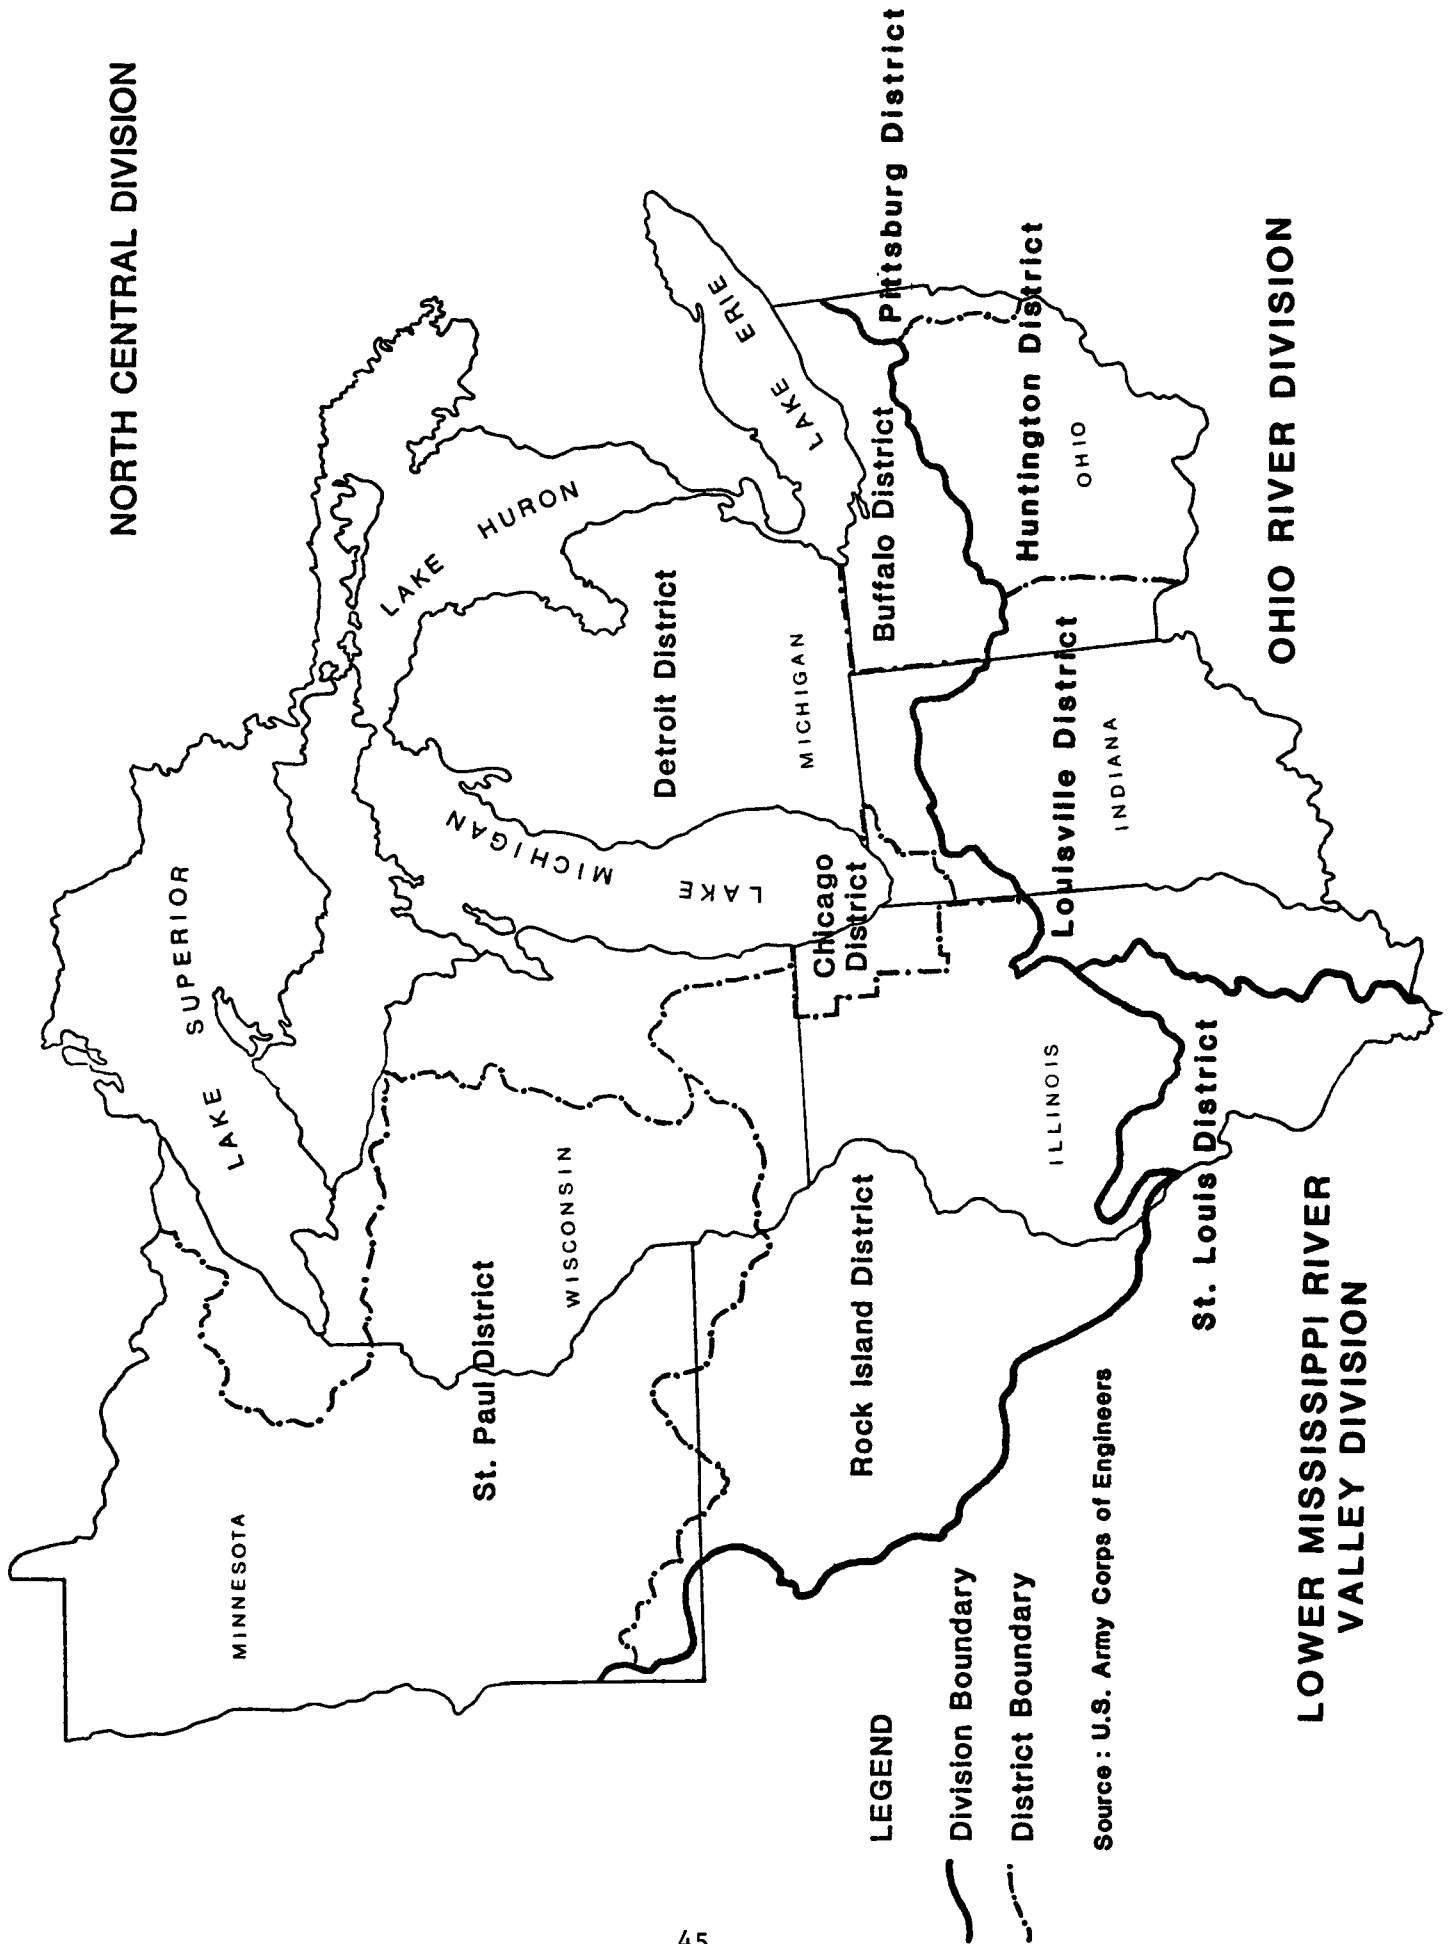 NORTH CENTRAL DIVISION
LAKE SUPERIOR
MINNESOTA
LAKE HURON
LAKE MICHIGAN
St. Paul District
WISCONSIN
Detroit District
MICHIGAN
LAKE ERIE
Chicago
District
Buffalo District
Pittsburg District
Rock Island District
Huntington District
OHIO
Louisville District
INDIANA
ILLINOIS
St. Louis District
OHIO RIVER DIVISION
LOWER MISSISSIPPI RIVER
VALLEY DIVISION
LEGEND
Division Boundary
District Boundary
Source : U.S. Army Corps of Engineers
45